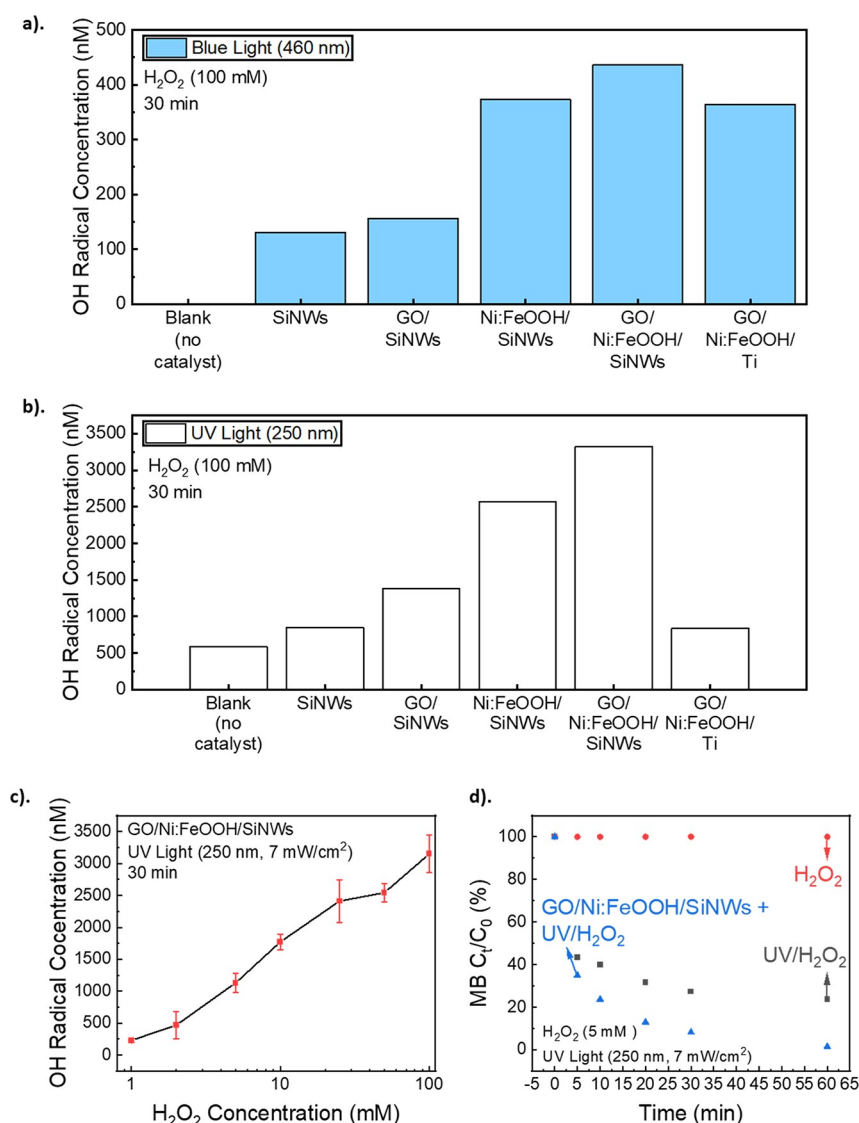 a).
OH Radical Concentration (nM)
500
400
300
200
100
0
Blue Light (460 nm)
H₂O₂ (100 mM)
30 min
Blank
(no
catalyst)
SiNWs
GO/
SiNWs
Ni:FeOOH/
SiNWs
GO/
Ni:FeOOH/
SiNWs
GO/
Ni:FeOOH/
Ti
b).
OH Radical Concentration (nM)
3500
3000
2500
2000
1500
1000
500
0
UV Light (250 nm)
H₂O₂ (100 mM)
30 min
Blank
(no
catalyst)
SiNWs
GO/
SiNWs
Ni:FeOOH/
SiNWs
GO/
Ni:FeOOH/
SiNWs
GO/
Ni:FeOOH/
Ti
c).
OH Radical Cocentration (nM)
3500
3000
2500
2000
1500
1000
500
0
GO/Ni:FeOOH/SiNWs
UV Light (250 nm, 7 mW/cm²)
30 min
1 10 100
H₂O₂ Concentration (mM)
d).
MB Cₜ/C₀ (%)
100
80
60
40
20
0
H₂O₂
GO/Ni:FeOOH/SiNWs +
UV/H₂O₂
UV/H₂O₂
H₂O₂ (5 mM )
UV Light (250 nm, 7 mW/cm²)
-5 0 5 10 15 20 25 30 35 40 45 50 55 60 65
Time (min)